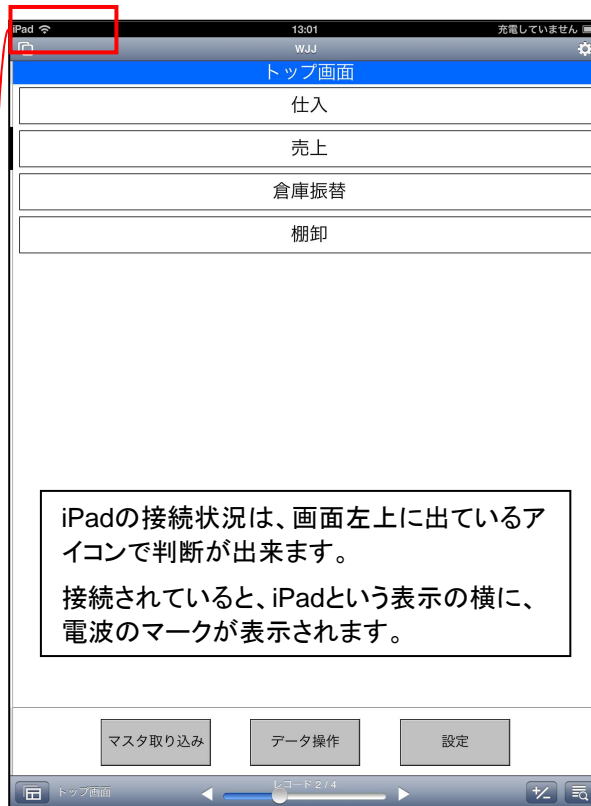 iPad 13:01 充電していません
WJJ
トップ画面
仕入
売上
倉庫振替
棚卸
iPadの接続状況は、画面左上に出ているア
イコンで判断が出来ます。
接続されていると、iPadという表示の横に、
電波のマークが表示されます。
マスタ取り込み データ操作 設定
トップ画面 レコード 2 / 4